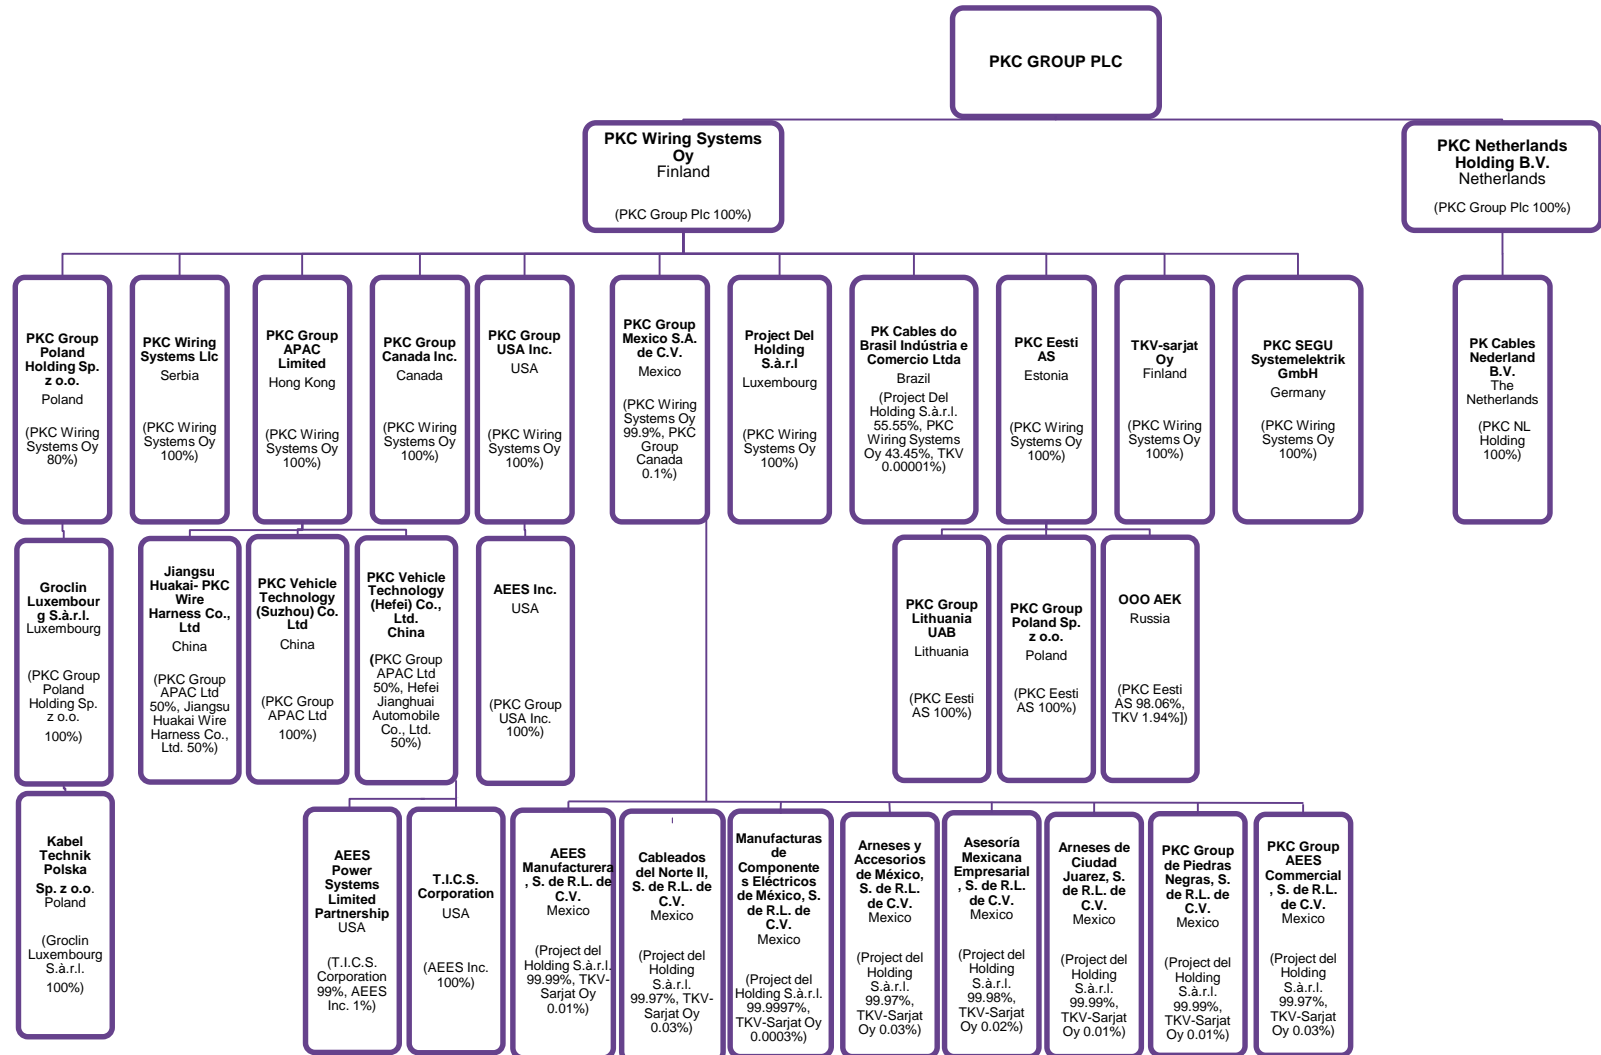 PKC GROUP PLC
PKC Wiring Systems
Oy
Finland
(PKC Group Plc 100%)
PKC Netherlands
Holding B.V.
Netherlands
(PKC Group Plc 100%)
PKC Group
Poland
Holding Sp.
z o.o.
Poland
(PKC Wiring
Systems Oy
80%)
PKC Wiring
Systems Llc
Serbia
(PKC Wiring
Systems Oy
100%)
PKC Group
APAC
Limited
Hong Kong
(PKC Wiring
Systems Oy
100%)
PKC Group
Canada Inc.
Canada
(PKC Wiring
Systems Oy
100%)
PKC Group
USA Inc.
USA
(PKC Wiring
Systems Oy
100%)
PKC Group
Mexico S.A.
de C.V.
Mexico
(PKC Wiring
Systems Oy
99.9%, PKC
Group
Canada
0.1%)
Project Del
Holding
S.à.r.l
Luxembourg
(PKC Wiring
Systems Oy
100%)
PK Cables do
Brasil Indústria e
Comercio Ltda
Brazil
(Project Del
Holding S.à.r.l.
55.55%, PKC
Wiring Systems
Oy 43.45%, TKV
0.00001%)
PKC Eesti
AS
Estonia
(PKC Wiring
Systems Oy
100%)
TKV-sarjat
Oy
Finland
(PKC Wiring
Systems Oy
100%)
PKC SEGU
Systemelektrik
GmbH
Germany
(PKC Wiring
Systems Oy
100%)
PK Cables
Nederland
B.V.
The
Netherlands
(PKC NL
Holding
100%)
Groclin
Luxembour
g S.à.r.l.
Luxembourg
(PKC Group
Poland
Holding Sp.
z o.o.
100%)
Jiangsu
Huakai- PKC
Wire
Harness Co.,
Ltd
China
(PKC Group
APAC Ltd
50%, Jiangsu
Huakai Wire
Harness Co.,
Ltd. 50%)
PKC Vehicle
Technology
(Suzhou) Co.
Ltd
China
(PKC Group
APAC Ltd
100%)
PKC Vehicle
Technology
(Hefei) Co.,
Ltd.
China
(PKC Group
APAC Ltd
50%, Hefei
Jianghuai
Automobile
Co., Ltd.
50%)
AEES Inc.
USA
(PKC Group
USA Inc.
100%)
PKC Group
Lithuania
UAB
Lithuania
(PKC Eesti
AS 100%)
PKC Group
Poland Sp.
z o.o.
Poland
(PKC Eesti
AS 100%)
OOO AEK
Russia
(PKC Eesti
AS 98.06%,
TKV 1.94%])
Kabel
Technik
Polska
Sp. z o.o.
Poland
(Groclin
Luxembourg
S.à.r.l.
100%)
AEES
Power
Systems
Limited
Partnership
USA
(T.I.C.S.
Corporation
99%, AEES
Inc. 1%)
T.I.C.S.
Corporation
USA
(AEES Inc.
100%)
AEES
Manufacturera
, S. de R.L. de
C.V.
Mexico
(Project del
Holding S.à.r.l.
99.99%, TKV-
Sarjat Oy
0.01%)
Cableados
del Norte II,
S. de R.L. de
C.V.
Mexico
(Project del
Holding
S.à.r.l.
99.97%, TKV-
Sarjat Oy
0.03%)
Manufacturas
de
Componente
s Eléctricos
de México, S.
de R.L. de
C.V.
Mexico
(Project del
Holding S.à.r.l.
99.9997%,
TKV-Sarjat Oy
0.0003%)
Arneses y
Accesorios
de México,
S. de R.L.
de C.V.
Mexico
(Project del
Holding
S.à.r.l.
99.97%,
TKV-Sarjat
Oy 0.03%)
Asesoría
Mexicana
Empresarial
, S. de R.L.
de C.V.
Mexico
(Project del
Holding
S.à.r.l.
99.98%,
TKV-Sarjat
Oy 0.02%)
Arneses de
Ciudad
Juarez, S.
de R.L. de
C.V.
Mexico
(Project del
Holding
S.à.r.l.
99.99%,
TKV-Sarjat
Oy 0.01%)
PKC Group
de Piedras
Negras, S.
de R.L. de
C.V.
Mexico
(Project del
Holding
S.à.r.l.
99.99%,
TKV-Sarjat
Oy 0.01%)
PKC Group
AEES
Commercial
, S. de R.L.
de C.V.
Mexico
(Project del
Holding
S.à.r.l.
99.97%,
TKV-Sarjat
Oy 0.03%)